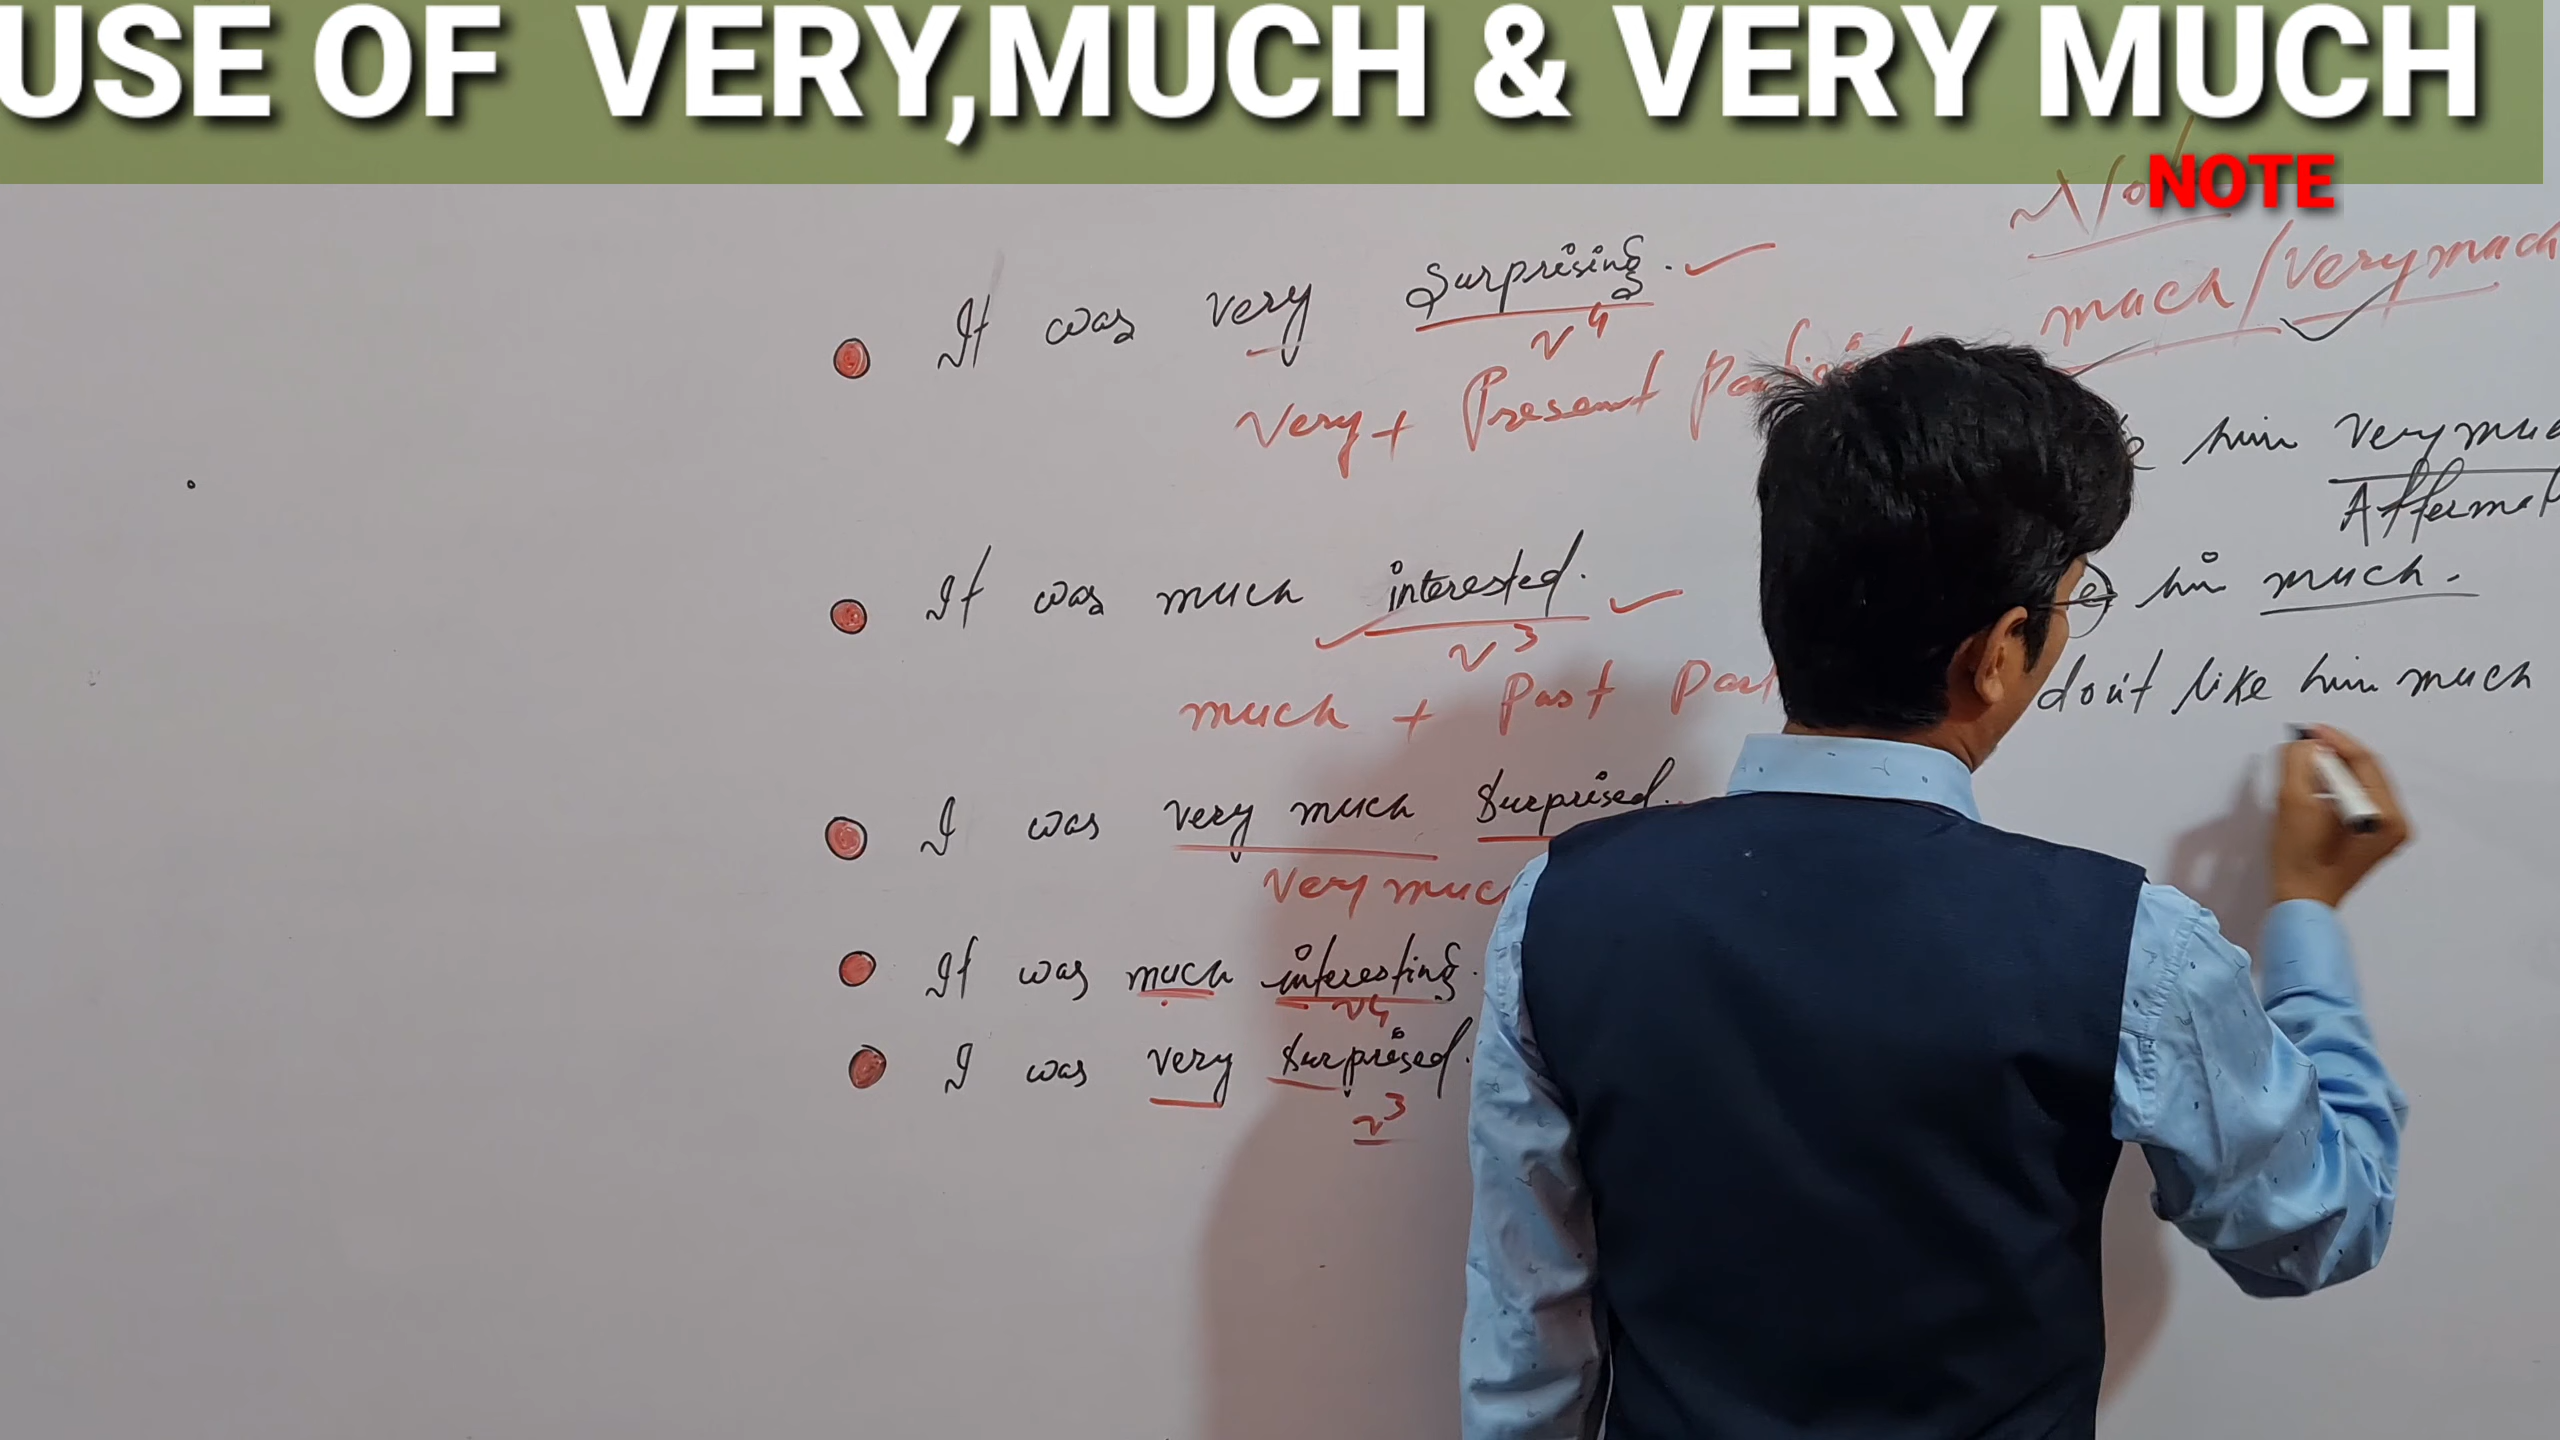 USE OF VERY,MUCH & VERY MUCH
NOTE
much/Very much
It was very Surprising.
v4
Very + Present
him very
It was much interested.
v3
him much.
much + Past
don't like him much
I was very much Surprised.
Very
It was much interesting.
v4
I was very surprised.
v3